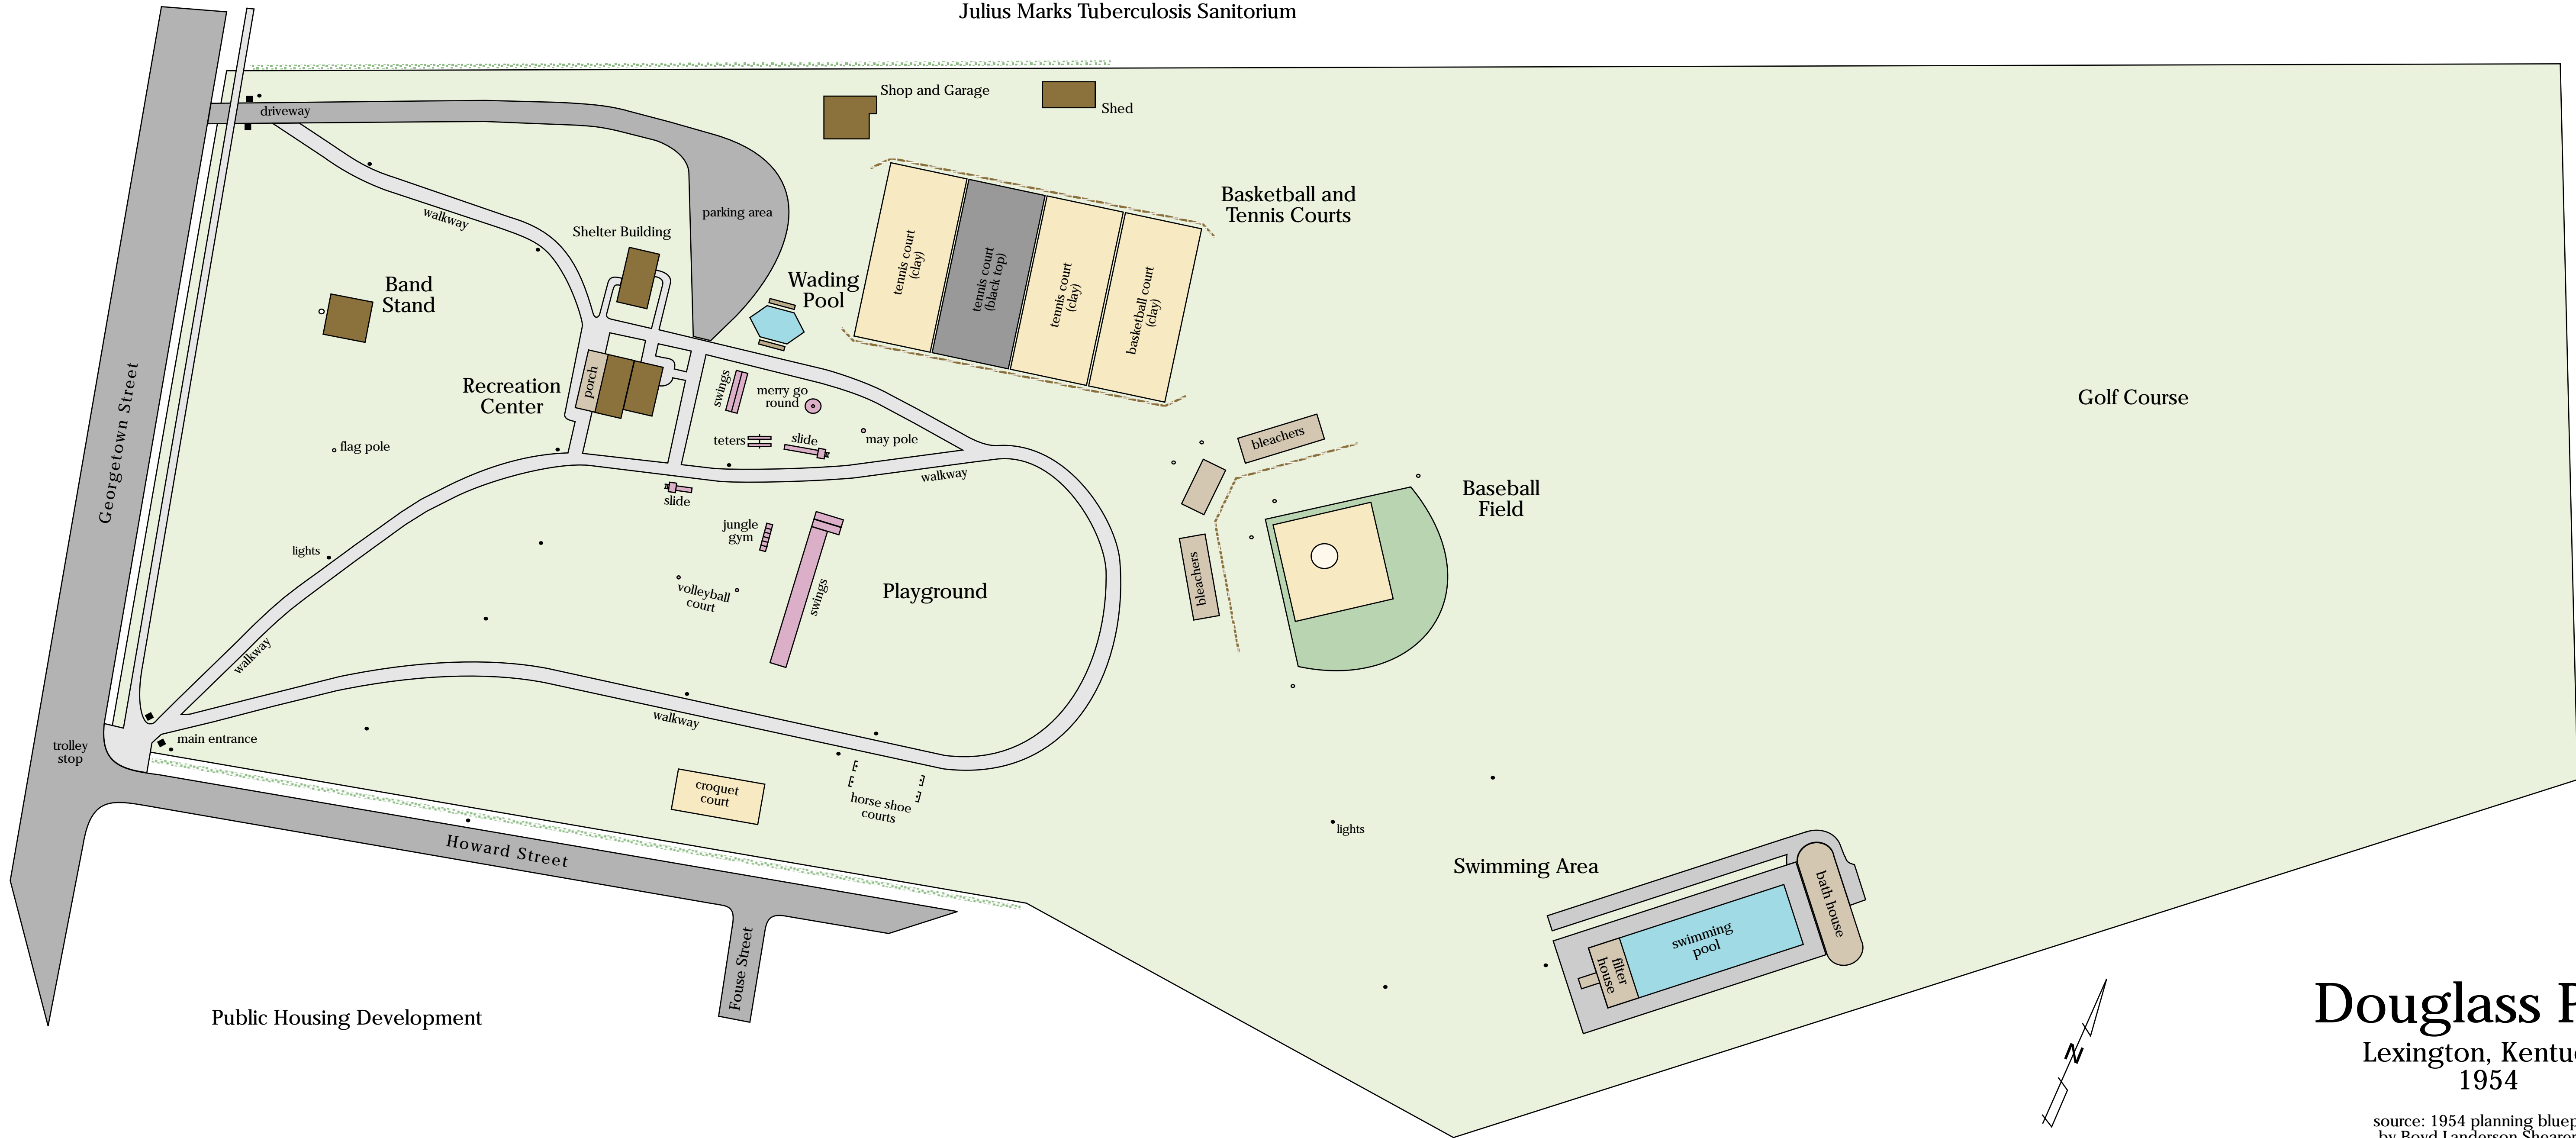 Julius Marks Tuberculosis Sanitorium
driveway
Shop and Garage
Shed
walkway
Shelter Building
parking area
Basketball and
Tennis Courts
tennis court
(clay)
tennis court
(black top)
tennis court
(clay)
basketball court
(clay)
Band
Stand
Wading
Pool
Georgetown Street
Recreation
Center
porch
swings
merry go
round
teters
slide
may pole
flag pole
walkway
slide
bleachers
Golf Course
Baseball
Field
jungle
gym
lights
volleyball
court
swings
Playground
bleachers
walkway
walkway
main entrance
trolley
stop
croquet
court
horse shoe
courts
Howard Street
lights
Swimming Area
bath house
swimming
pool
filter
house
Fouse Street
Public Housing Development
N
Douglass P
Lexington, Kentu
1954
source: 1954 planning bluep
by Boyd Landerson Shear